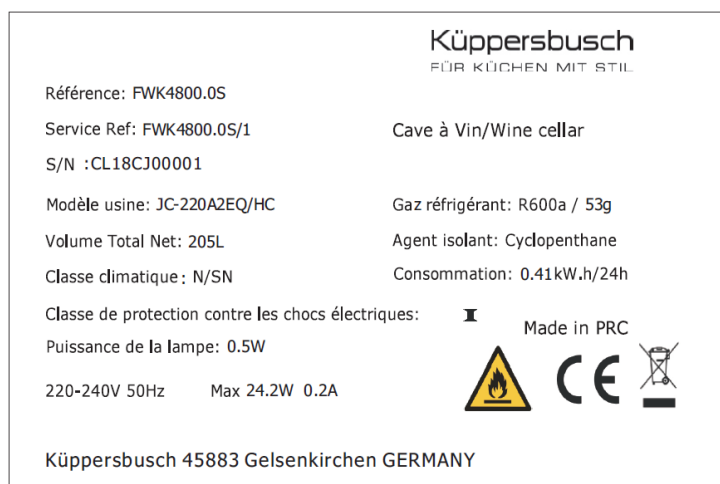 Küppersbusch
FÜR KÜCHEN MIT STIL
Référence: FWK4800.0S
Service Ref: FWK4800.0S/1
Cave à Vin/Wine cellar
S/N :CL18CJ00001
Modèle usine: JC-220A2EQ/HC
Gaz réfrigérant: R600a / 53g
Volume Total Net: 205L
Agent isolant: Cyclopenthane
Classe climatique: N/SN
Consommation: 0.41kW.h/24h
Classe de protection contre les chocs électriques: I
Made in PRC
Puissance de la lampe: 0.5W
220-240V 50Hz Max 24.2W 0.2A
CE
Küppersbusch 45883 Gelsenkirchen GERMANY